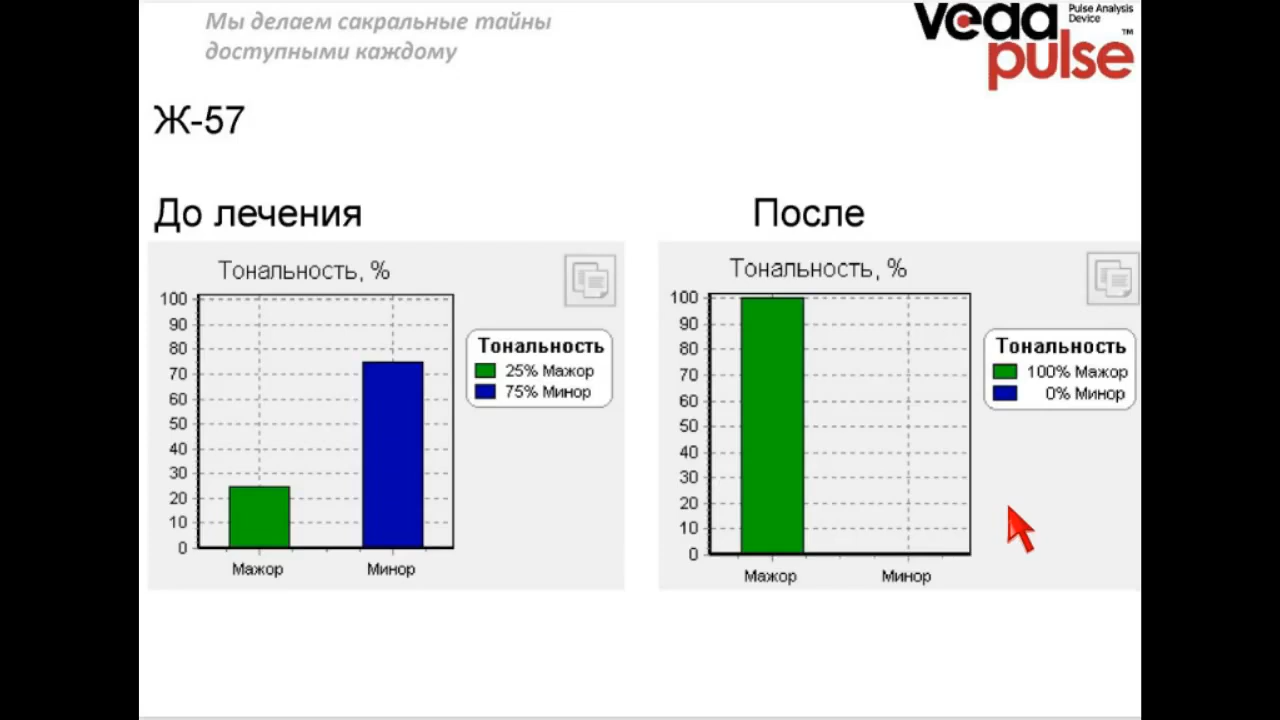 Мы делаем сакральные тайны
доступными каждому
veda
Pulse Analysis
Device
pulse
™
Ж-57
До лечения
После
Тональность, %
100
90
80
70
60
50
40
30
20
10
0
Мажор
Минор
Тональность
25% Мажор
75% Минор
Тональность, %
100
90
80
70
60
50
40
30
20
10
0
Мажор
Минор
Тональность
100% Мажор
0% Минор